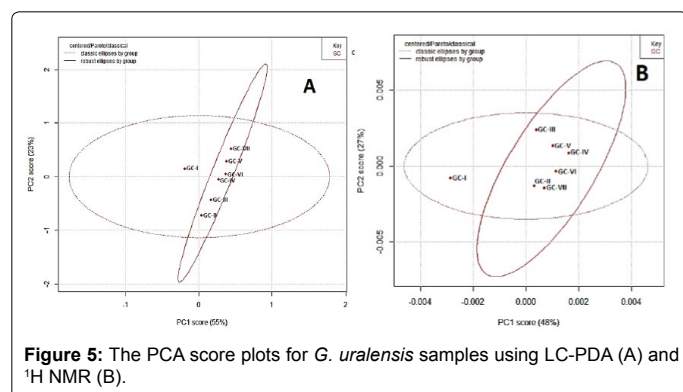 centered/Pareto/classical
classic ellipses by group
robust ellipses by group
Key
GC
A
GC-I
GC-VII
GC-V
GC-VI
GC-IV
GC-III
GC-II
PC2 score (23%)
2
1
0
-1
-2
-1
0
1
2
PC1 score (55%)
c
centered/Pareto/classical
classic ellipses by group
robust ellipses by group
Key
GC
B
GC-III
GC-V
GC-IV
GC-VI
GC-I
GC-II
GC-VII
PC2 score (27%)
0.005
0.000
-0.005
-0.004
-0.002
0.000
0.002
0.004
PC1 score (48%)
Figure 5: The PCA score plots for G. uralensis samples using LC-PDA (A) and
¹H NMR (B).